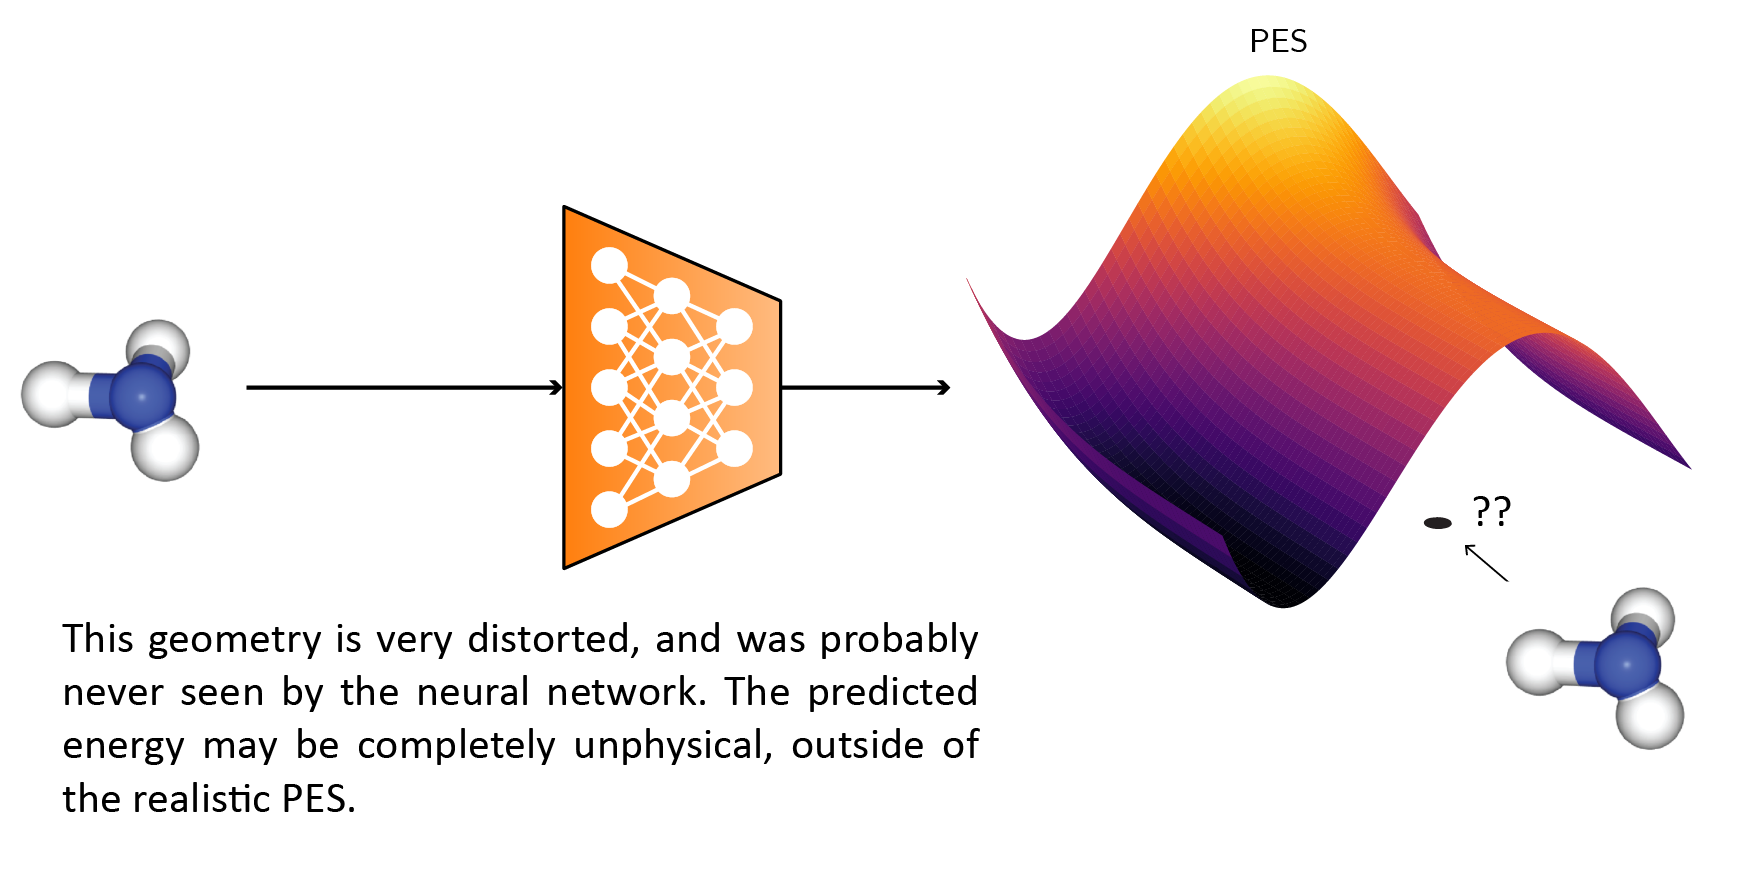 PES
??
This geometry is very distorted, and was probably
never seen by the neural network. The predicted
energy may be completely unphysical, outside of
the realistic PES.